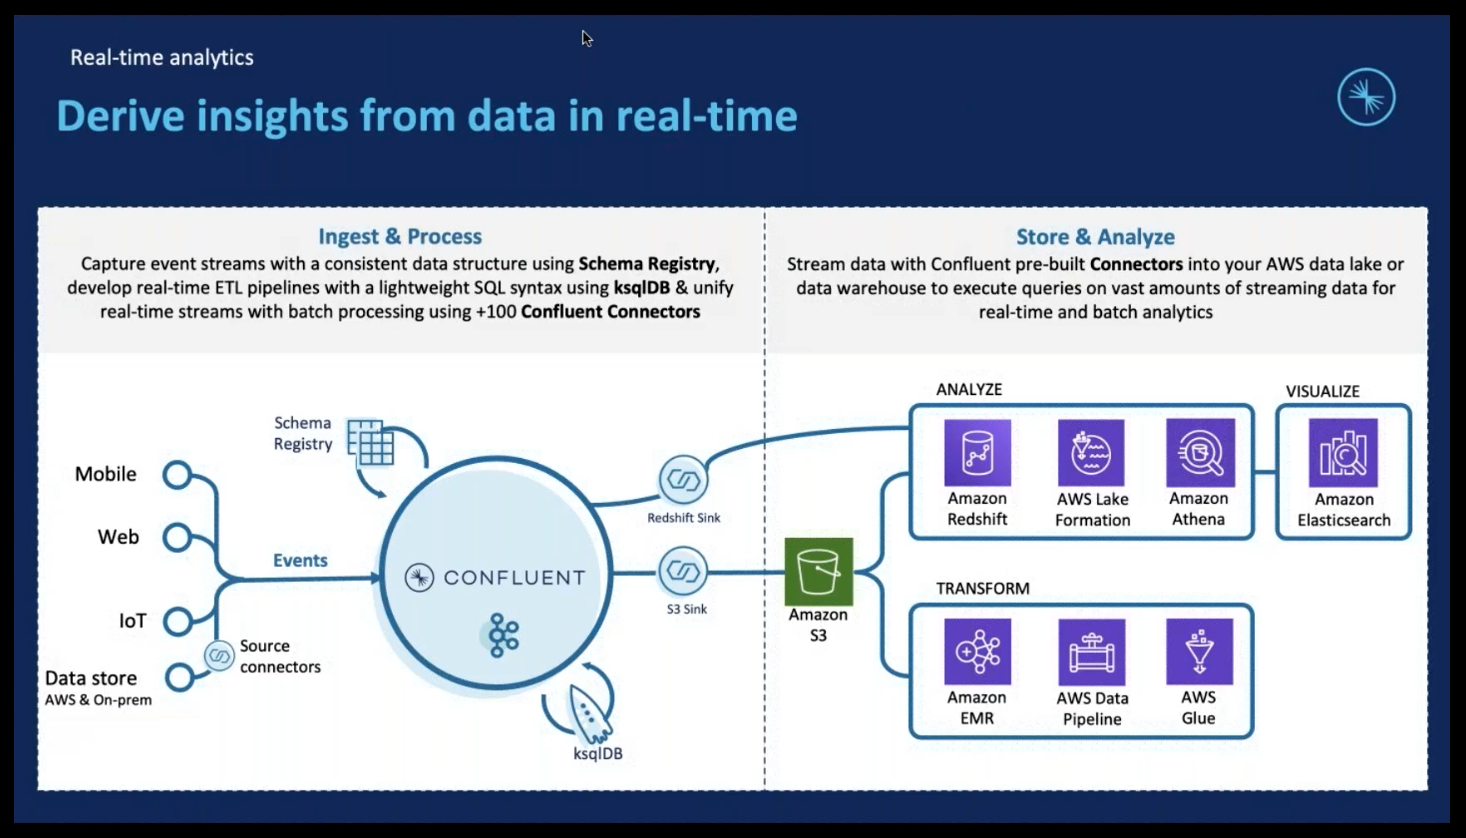 Real-time analytics
Derive insights from data in real-time
Ingest & Process
Capture event streams with a consistent data structure using Schema Registry,
develop real-time ETL pipelines with a lightweight SQL syntax using ksqlDB & unify
real-time streams with batch processing using +100 Confluent Connectors
Store & Analyze
Stream data with Confluent pre-built Connectors into your AWS data lake or
data warehouse to execute queries on vast amounts of streaming data for
real-time and batch analytics
Schema
Registry
Mobile
Web
IoT
Data store
AWS & On-prem
Source
connectors
Events
CONFLUENT
ksqlDB
Redshift Sink
S3 Sink
Amazon
S3
ANALYZE
Amazon
Redshift
AWS Lake
Formation
Amazon
Athena
VISUALIZE
Amazon
Elasticsearch
TRANSFORM
Amazon
EMR
AWS Data
Pipeline
AWS
Glue